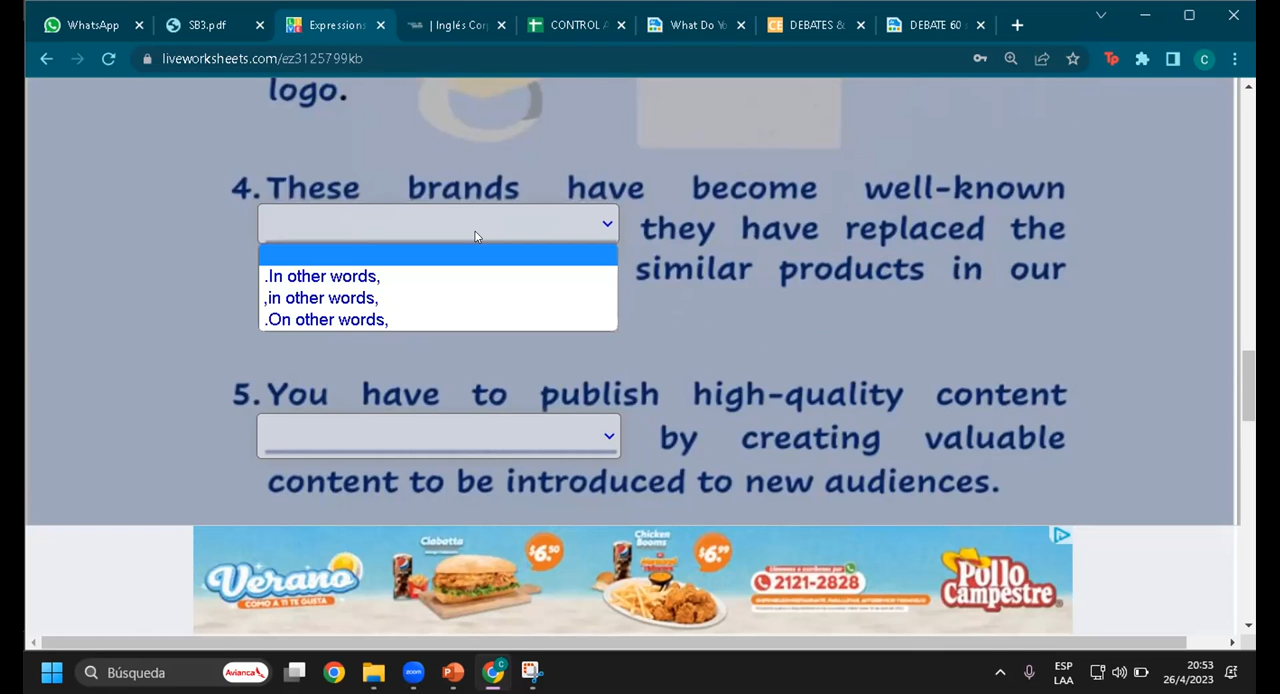 WhatsApp
SB3.pdf
Expressions
| Inglés Cor
CONTROL A
What Do Y
DEBATES &
DEBATE 60
liveworksheets.com/ez3125799kb
logo.
4. These brands have become well-known
they have replaced the
similar products in our
.In other words,
,in other words,
.On other words,
5. You have to publish high-quality content
by creating valuable
content to be introduced to new audiences.
Verano
COMO A TI TE GUSTA
Ciabatta
$6.50
Chicken
Booms
$6.99
2121-2828
Pollo
Campestre
Búsqueda
Avianca
zoom
ESP
LAA
20:53
26/4/2023